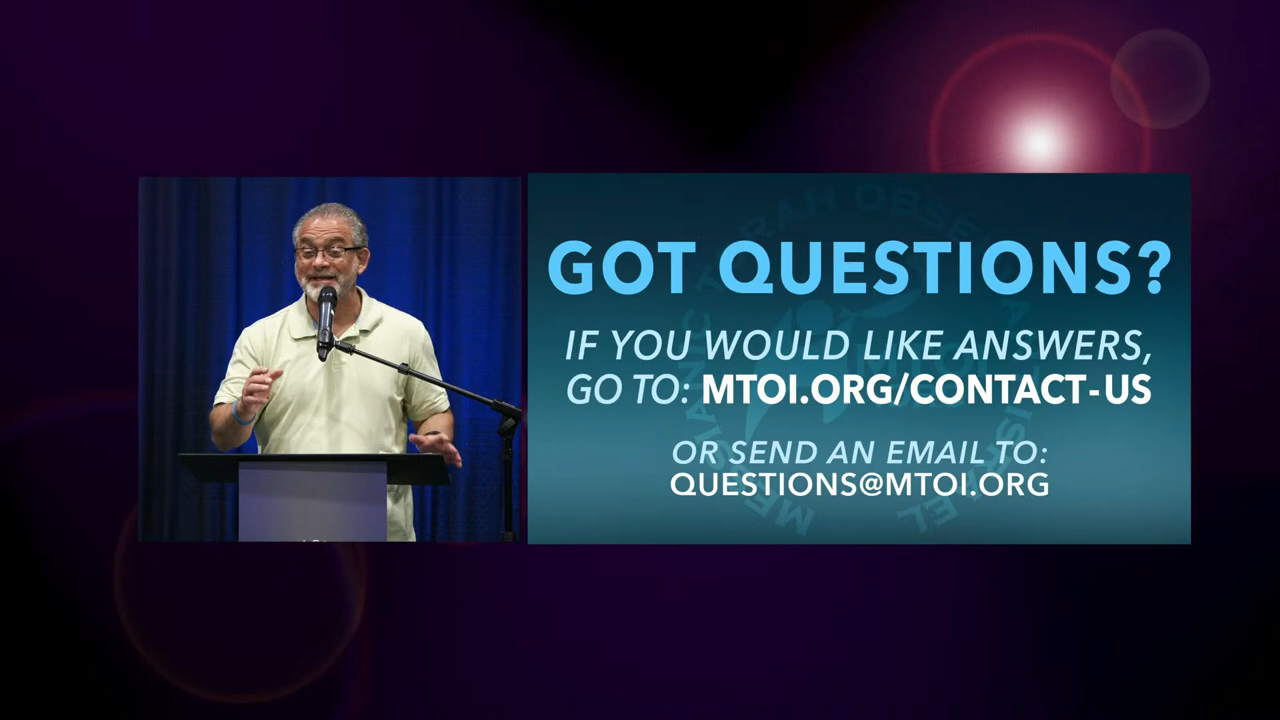 GOT QUESTIONS?
IF YOU WOULD LIKE ANSWERS,
GO TO: MTOI.ORG/CONTACT-US
OR SEND AN EMAIL TO:
QUESTIONS@MTOI.ORG